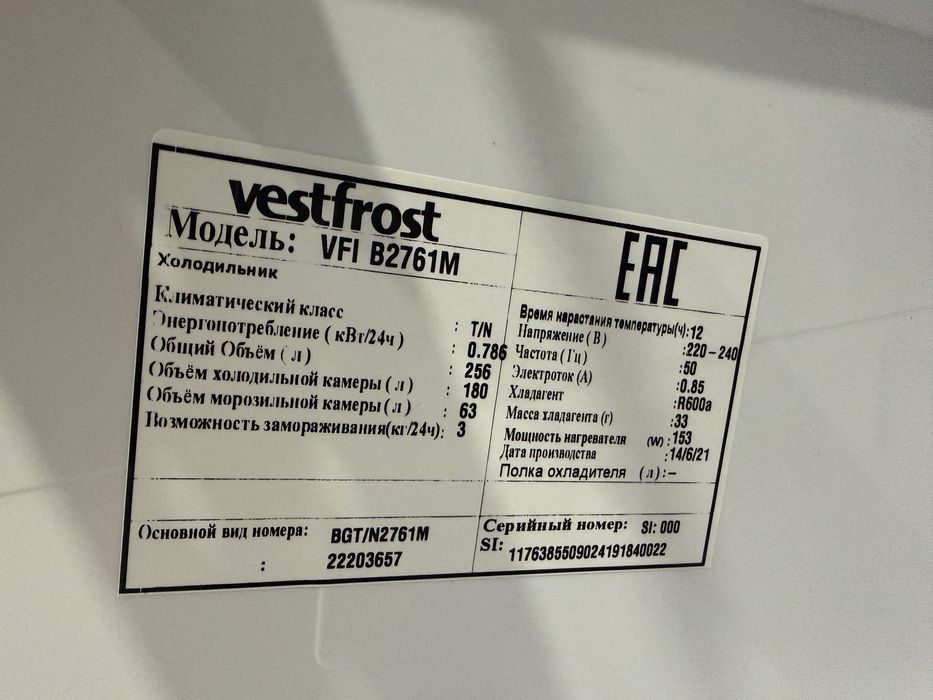 vestfrost
Модель: VFI B2761M
Холодильник
Климатический класс : T/N
Энергопотребление ( кВт/24ч ) : 0.786
Общий Объём ( л ) : 256
Объём холодильной камеры ( л ) : 180
Объём морозильной камеры ( л ) : 63
Возможность замораживания(кг/24ч): 3
EAC
Время нарастания температуры(ч):12
Напряжение ( В ) :220-240
Частота ( Гц ) :50
Электроток (А) :0.85
Хладагент :R600a
Масса хладагента (г) :33
Мощность нагревателя (W) :153
Дата производства :14/6/21
Полка охладителя ( л ) :-
Основной вид номера: BGT/N2761M
: 22203657
Серийный номер: SI: 000
SI: 1176385509024191840022